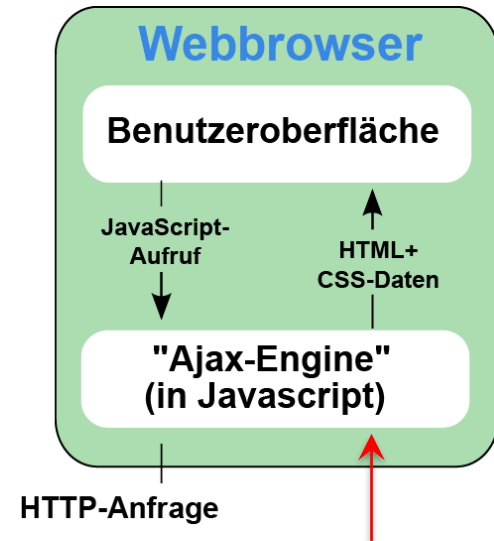 Webbrowser
Benutzeroberfläche
JavaScript-
Aufruf
HTML+
CSS-Daten
"Ajax-Engine"
(in Javascript)
HTTP-Anfrage